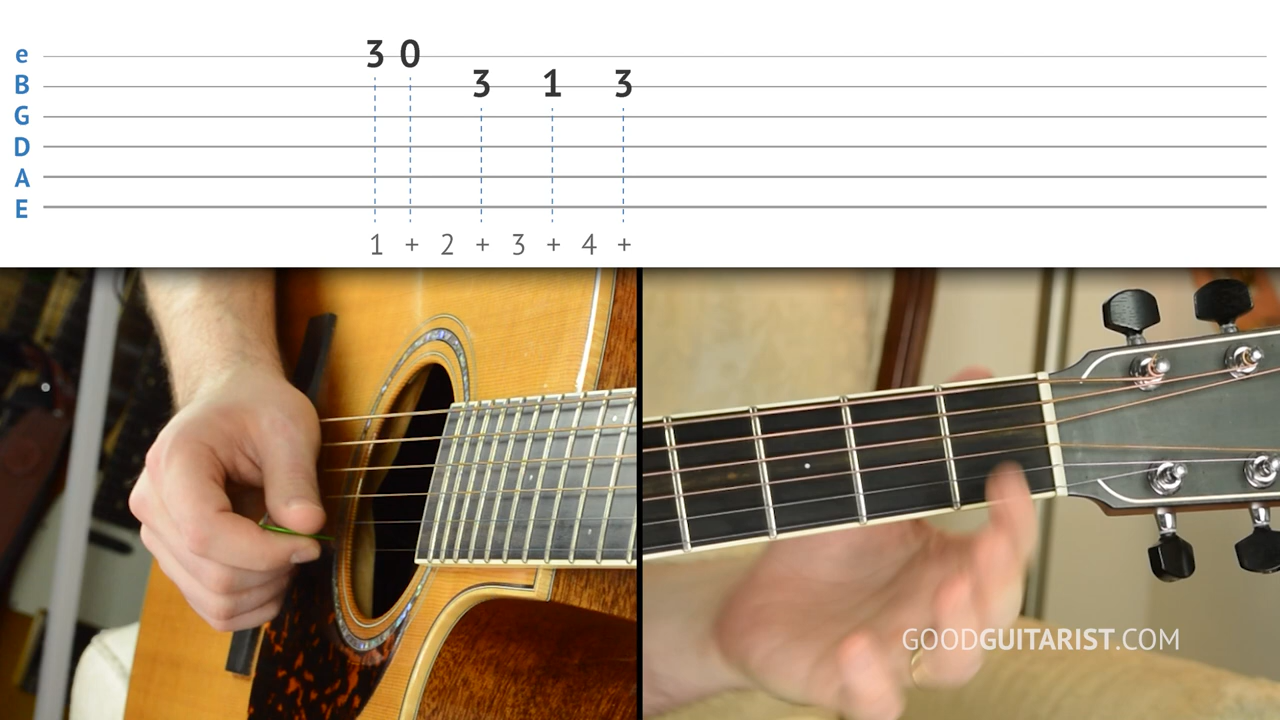 e 3 0
B 3 1 3
G
D
A
E
1 + 2 + 3 + 4 +
GOODGUITARIST.COM